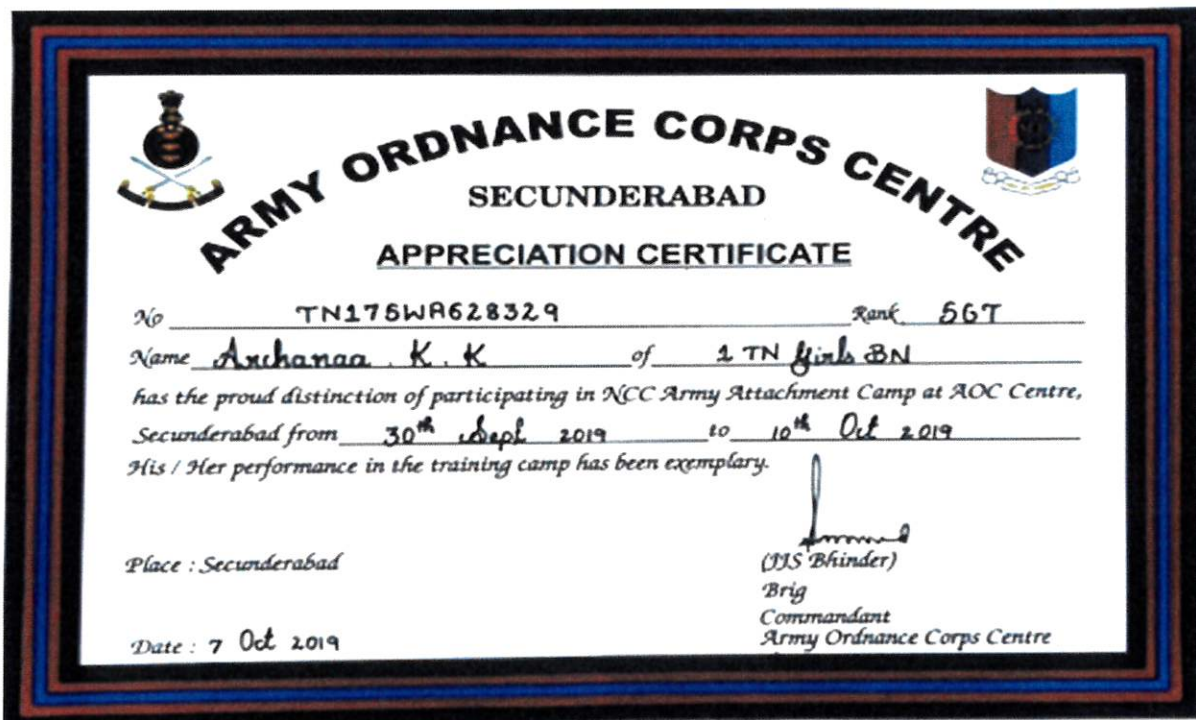 ARMY ORDNANCE CORPS CENTRE
SECUNDERABAD
APPRECIATION CERTIFICATE
No TN17SWA628329 Rank SGT
Name Archanaa . K . K of 1 TN Girls BN
has the proud distinction of participating in NCC Army Attachment Camp at AOC Centre,
Secunderabad from 30th Sept 2019 to 10th Oct 2019
His / Her performance in the training camp has been exemplary.
(JJS Bhinder)
Place : Secunderabad
Brig
Commandant
Date : 7 Oct 2019
Army Ordnance Corps Centre